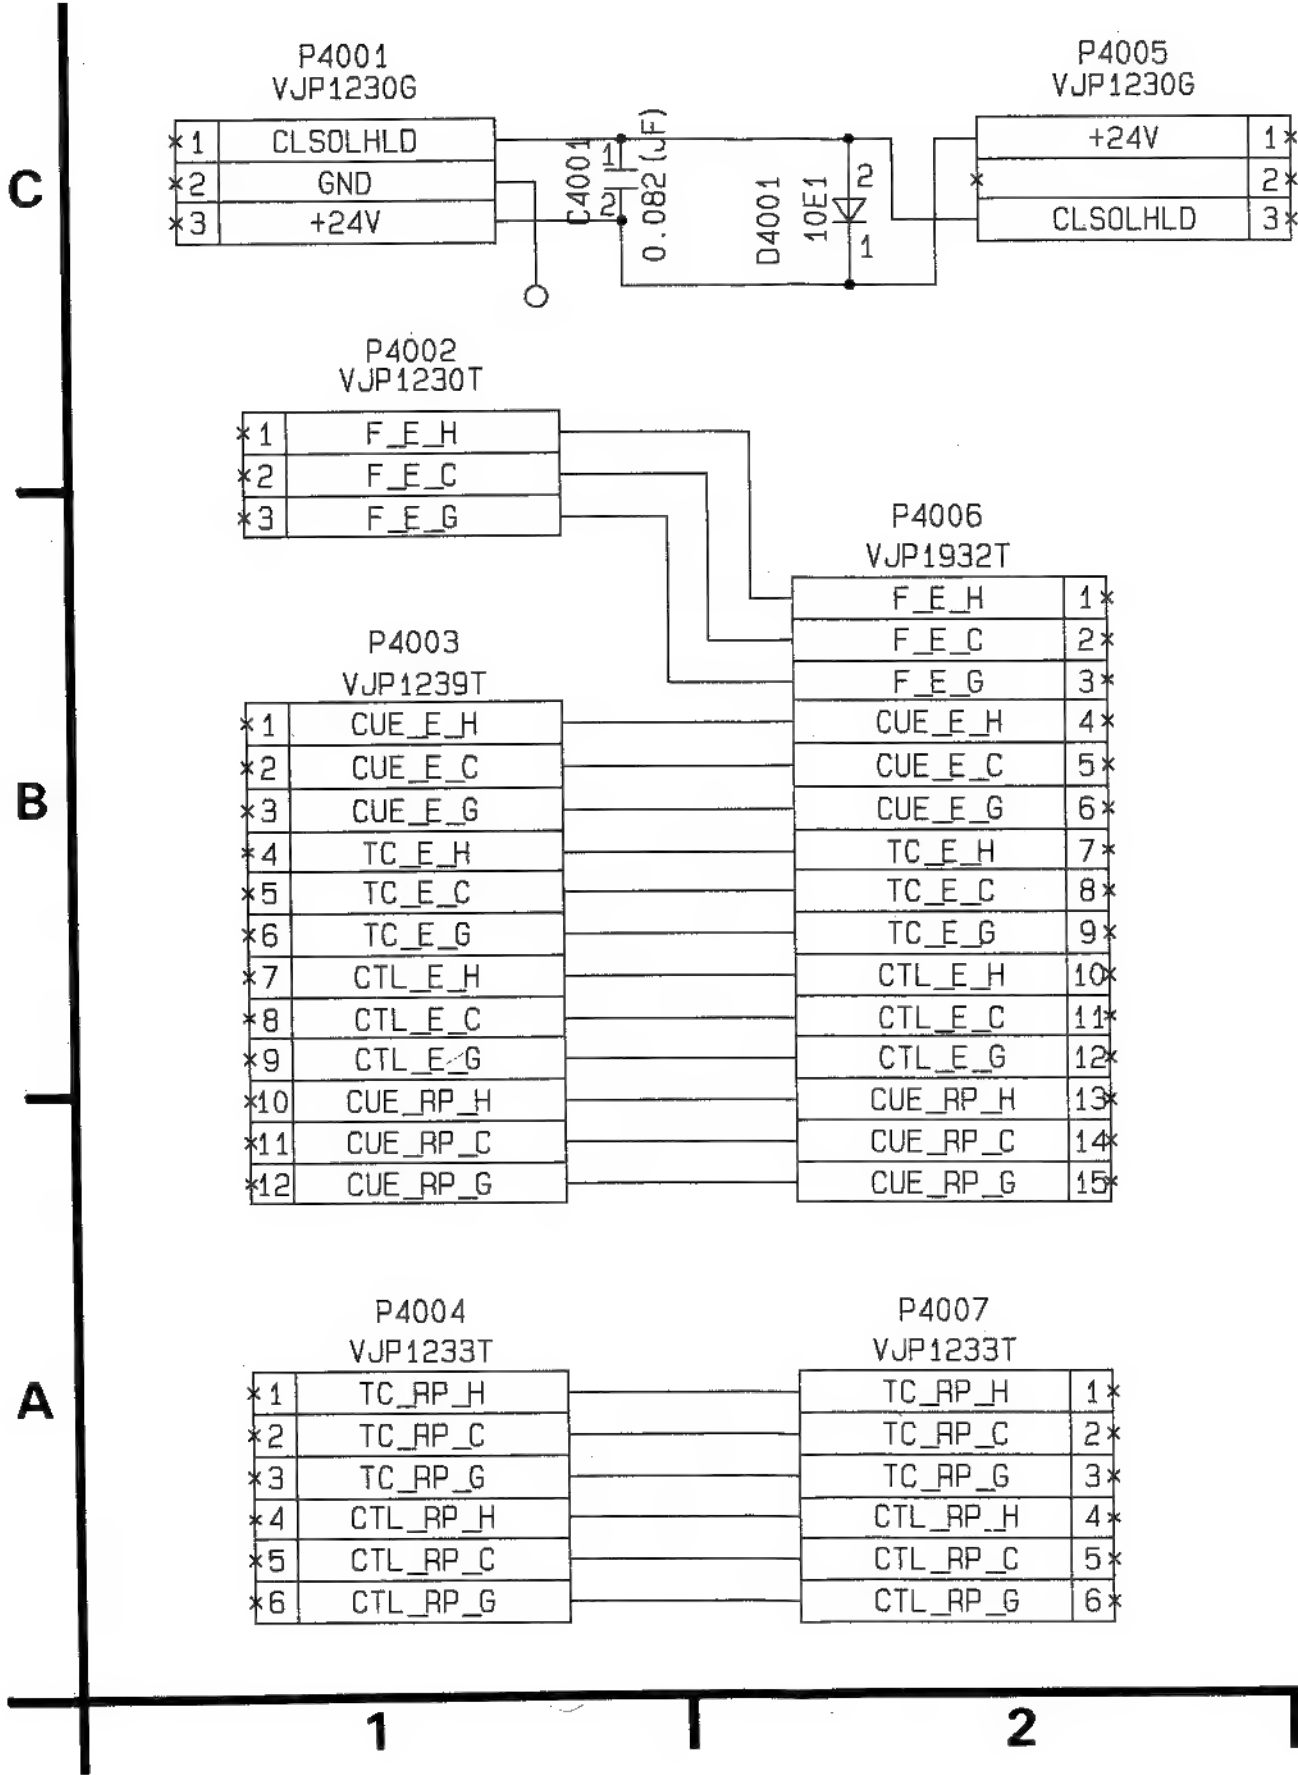 P4001
VJP1230G
1 CLSOLHLD
2 GND
3 +24V
C4001
0.082(JF)
1
2
D4001
10E1
2
1
P4005
VJP1230G
+24V 1
2
CLSOLHLD 3
C
P4002
VJP1230T
1 F_E_H
2 F_E_C
3 F_E_G
P4006
VJP1932T
F_E_H 1
F_E_C 2
F_E_G 3
CUE_E_H 4
CUE_E_C 5
CUE_E_G 6
TC_E_H 7
TC_E_C 8
TC_E_G 9
CTL_E_H 10
CTL_E_C 11
CTL_E_G 12
CUE_RP_H 13
CUE_RP_C 14
CUE_RP_G 15
P4003
VJP1239T
1 CUE_E_H
2 CUE_E_C
3 CUE_E_G
4 TC_E_H
5 TC_E_C
6 TC_E_G
7 CTL_E_H
8 CTL_E_C
9 CTL_E_G
10 CUE_RP_H
11 CUE_RP_C
12 CUE_RP_G
B
P4004
VJP1233T
1 TC_RP_H
2 TC_RP_C
3 TC_RP_G
4 CTL_RP_H
5 CTL_RP_C
6 CTL_RP_G
P4007
VJP1233T
TC_RP_H 1
TC_RP_C 2
TC_RP_G 3
CTL_RP_H 4
CTL_RP_C 5
CTL_RP_G 6
A
1
2